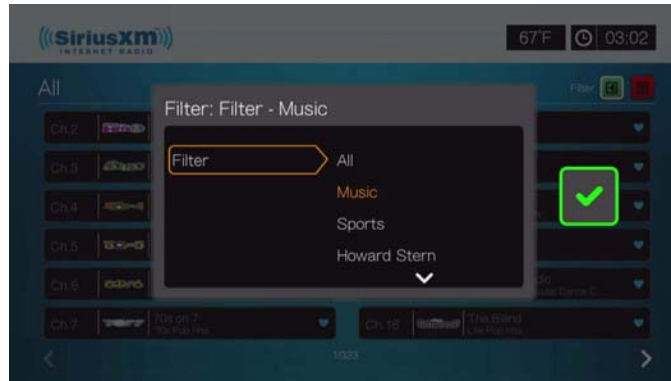 ((SiriusXM))
INTERNET RADIO
67°F
03:02
All
Filter
Filter: Filter - Music
Filter
All
Music
Sports
Howard Stern
Ch.2
Ch.3
Ch.4
Ch.5
Ch.6
Ch.7
70s on 7
'70s Pop Hits
Ch.16
The Blend
Lite Pop Hits
1/023